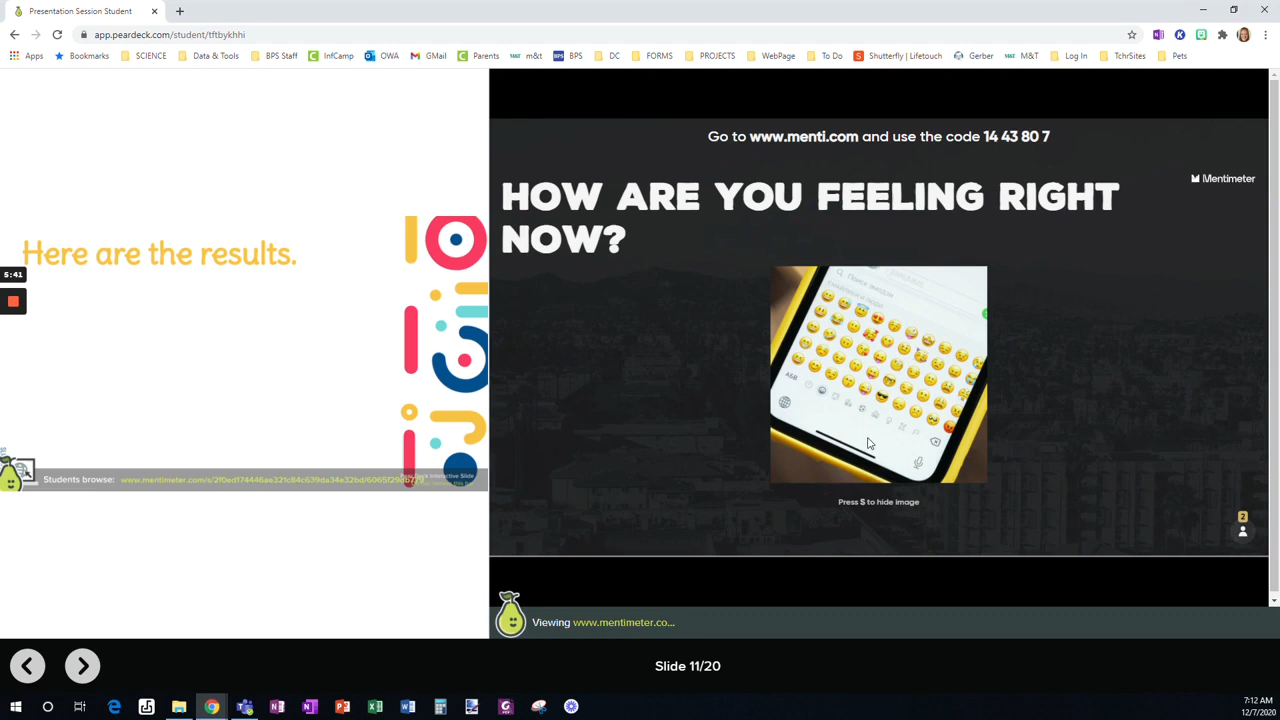 Presentation Session Student
app.peardeck.com/student/tftbykhhi
Apps
Bookmarks
SCIENCE
Data & Tools
BPS Staff
InfCamp
OWA
GMail
Parents
m&t
BPS
DC
FORMS
PROJECTS
WebPage
To Do
Shutterfly | Lifetouch
Gerber
M&T
Log In
TchrSites
Pets
Here are the results.
5:41
Students browse:
Go to www.menti.com and use the code 14 43 80 7
Mentimeter
HOW ARE YOU FEELING RIGHT
NOW?
АБВ
Press S to hide image
2
Viewing www.mentimeter.co...
Slide 11/20
7:12 AM
12/7/2020